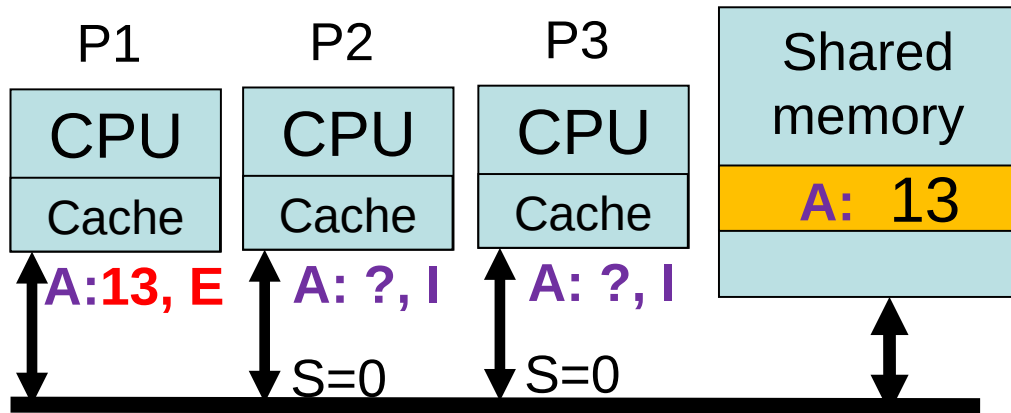 P1
P2
P3
Shared
memory
CPU
CPU
CPU
Cache
Cache
Cache
A: 13
A:13, E
A: ?, I
A: ?, I
S=0
S=0